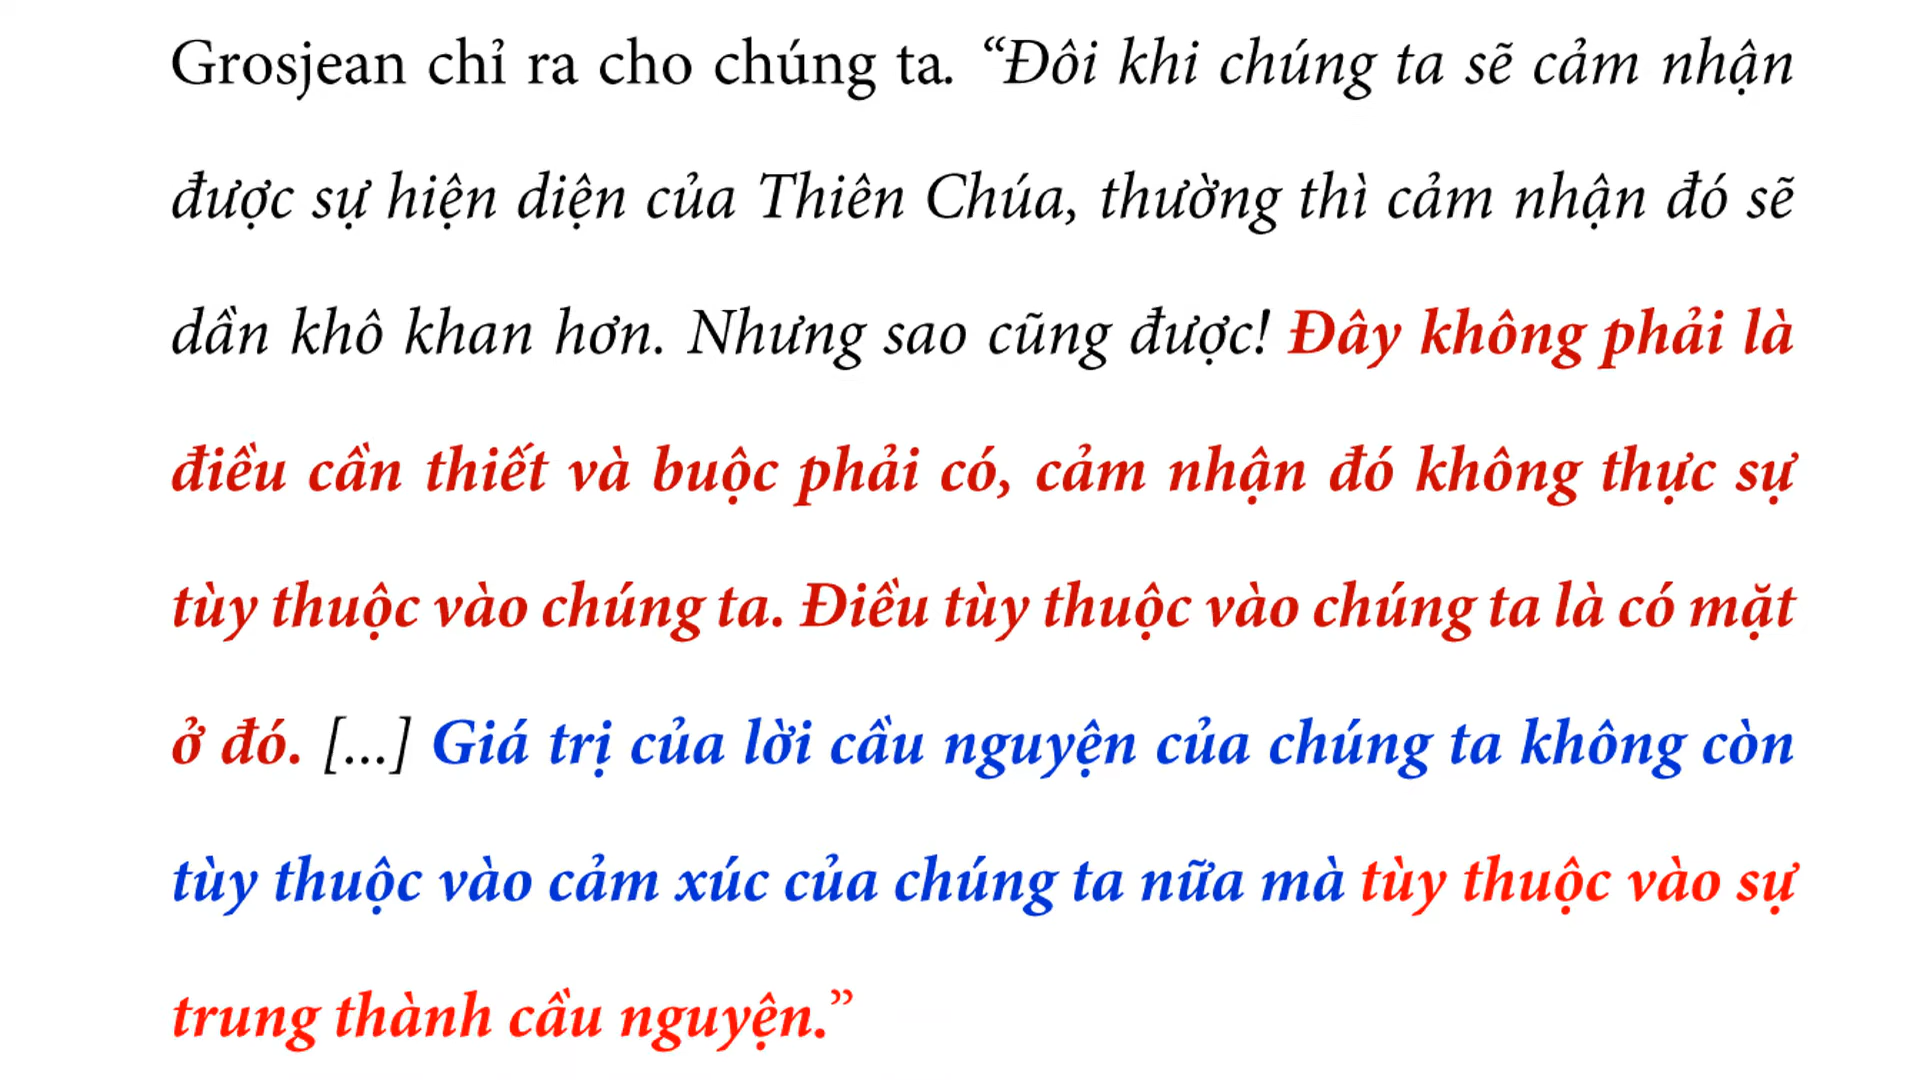 Grosjean chỉ ra cho chúng ta. “Đôi khi chúng ta sẽ cảm nhận
được sự hiện diện của Thiên Chúa, thường thì cảm nhận đó sẽ
dần khô khan hơn. Nhưng sao cũng được! Đây không phải là
điều cần thiết và buộc phải có, cảm nhận đó không thực sự
tùy thuộc vào chúng ta. Điều tùy thuộc vào chúng ta là có mặt
ở đó. [...] Giá trị của lời cầu nguyện của chúng ta không còn
tùy thuộc vào cảm xúc của chúng ta nữa mà tùy thuộc vào sự
trung thành cầu nguyện.”